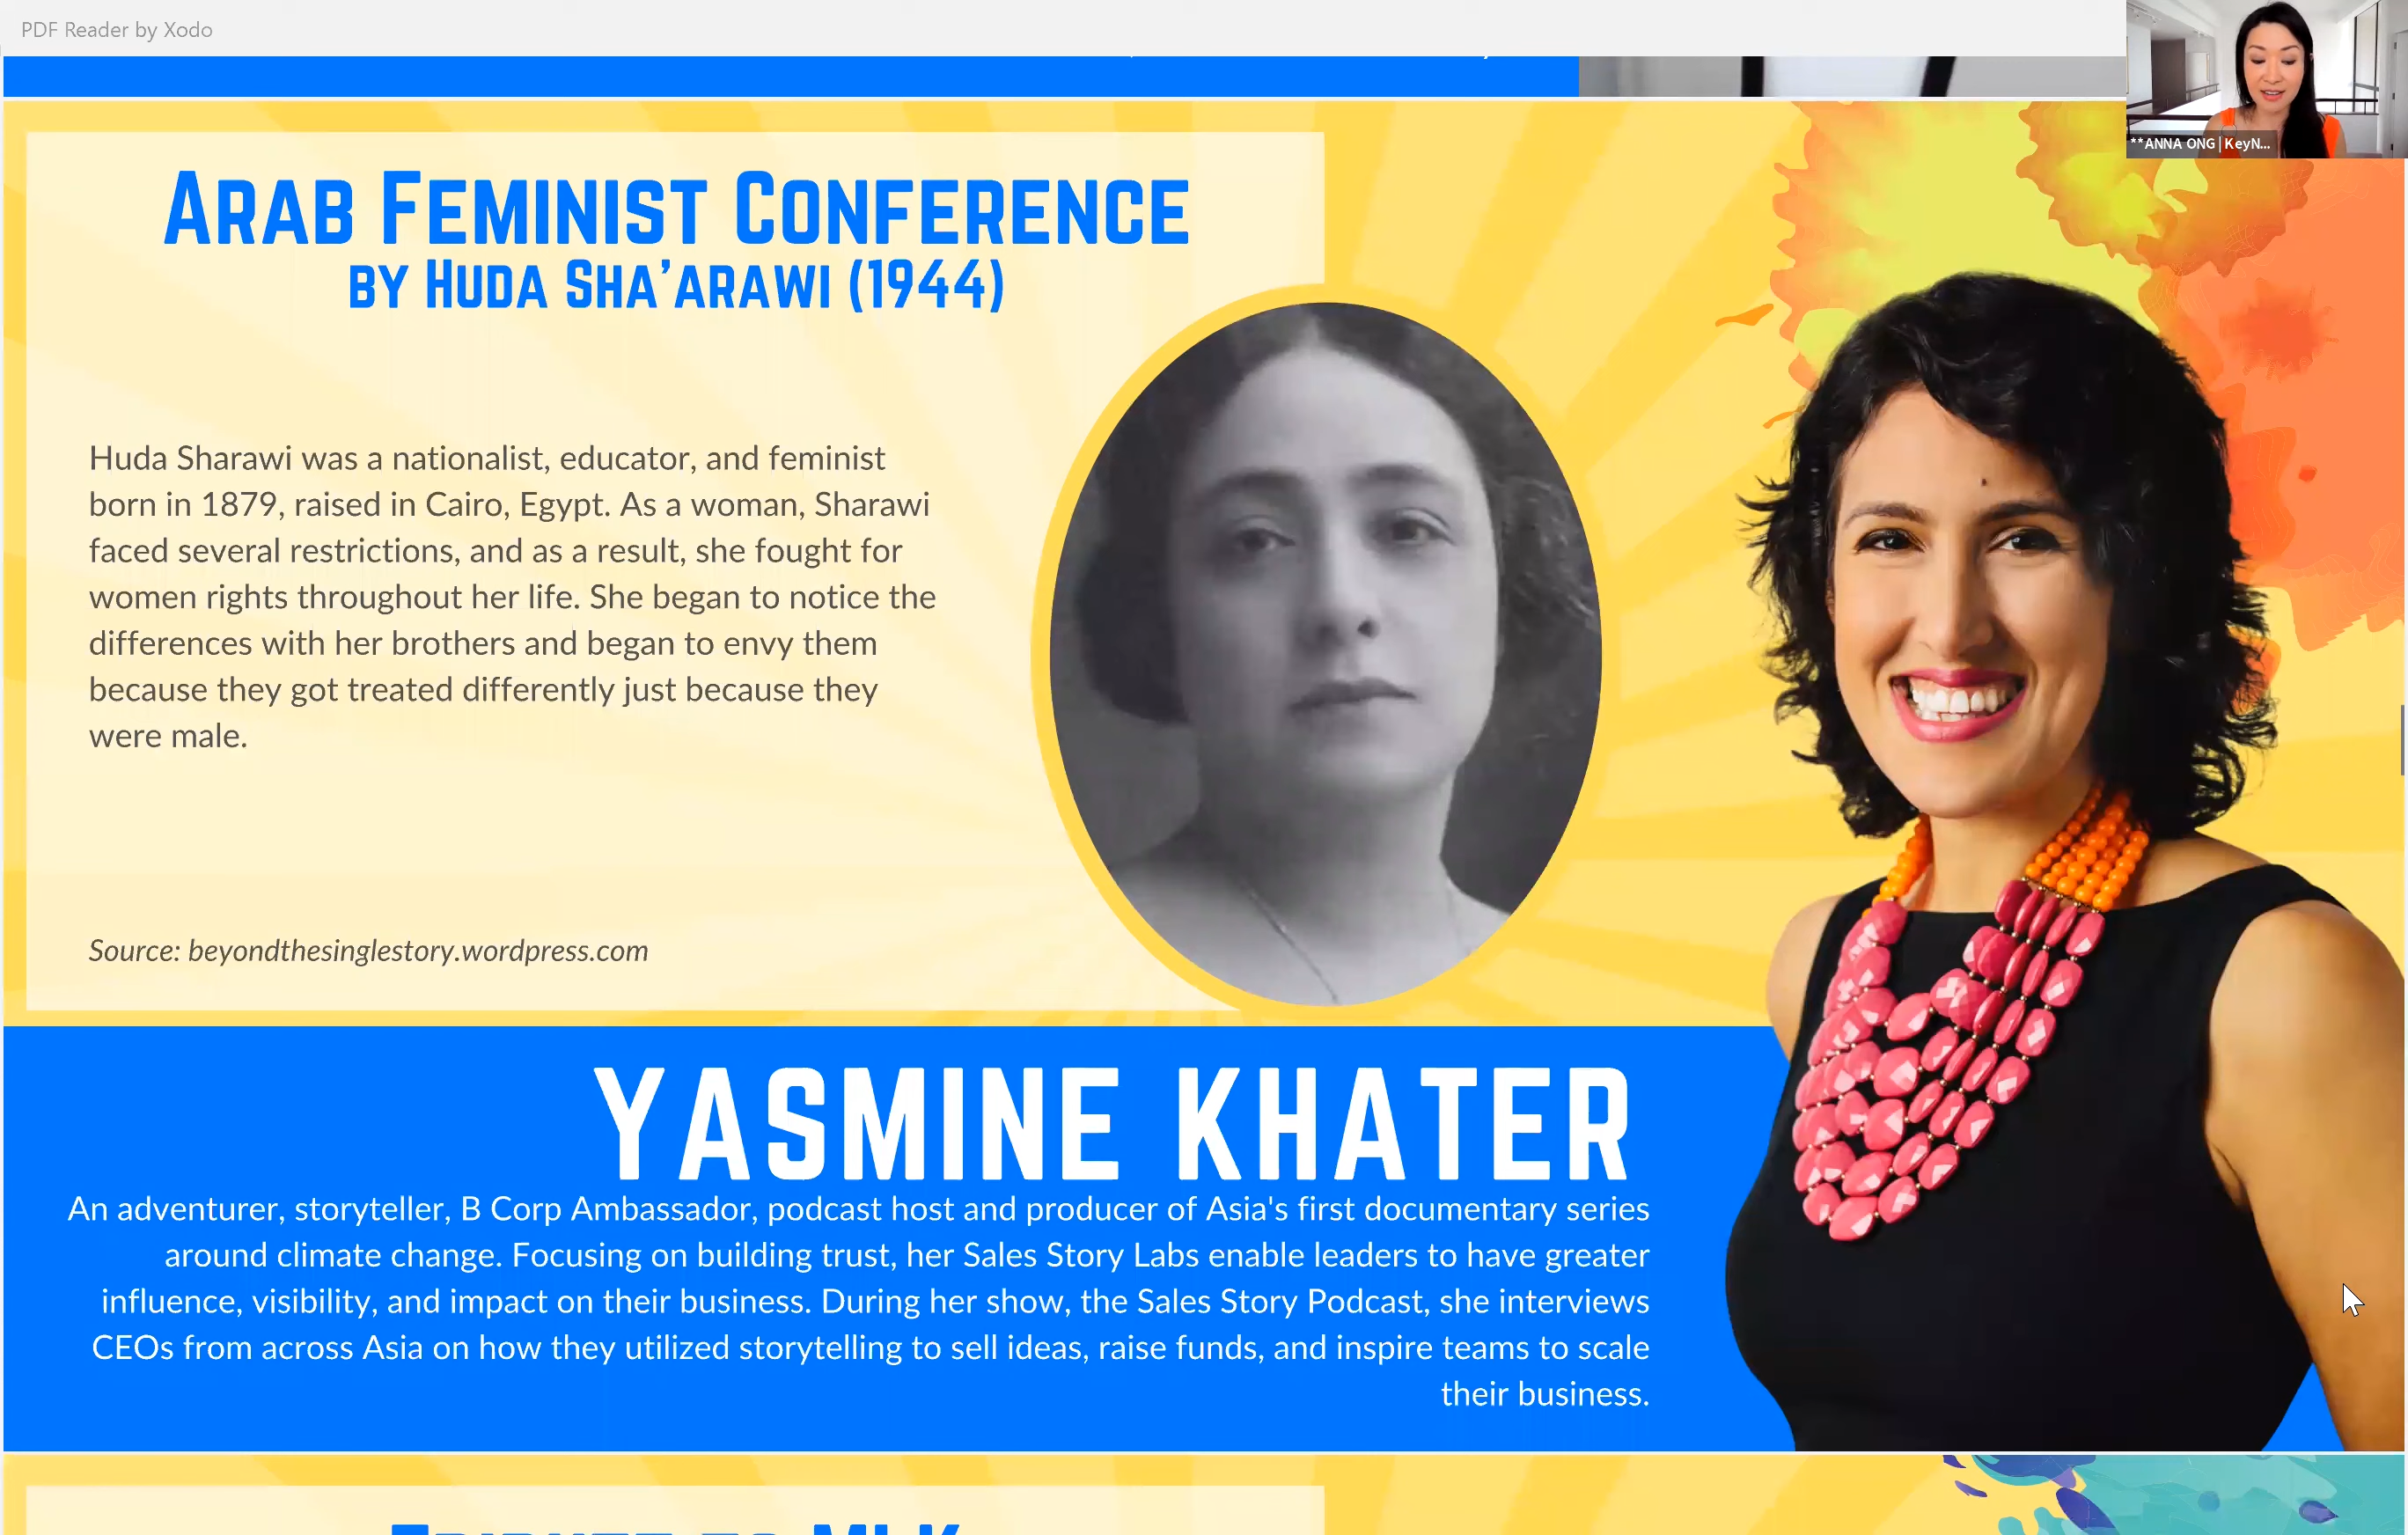 PDF Reader by Xodo
**ANNA ONG | KeyN...
ARAB FEMINIST CONFERENCE
BY HUDA SHA'ARAWI (1944)
Huda Sharawi was a nationalist, educator, and feminist
born in 1879, raised in Cairo, Egypt. As a woman, Sharawi
faced several restrictions, and as a result, she fought for
women rights throughout her life. She began to notice the
differences with her brothers and began to envy them
because they got treated differently just because they
were male.
Source: beyondthesinglestory.wordpress.com
YASMINE KHATER
An adventurer, storyteller, B Corp Ambassador, podcast host and producer of Asia's first documentary series
around climate change. Focusing on building trust, her Sales Story Labs enable leaders to have greater
influence, visibility, and impact on their business. During her show, the Sales Story Podcast, she interviews
CEOs from across Asia on how they utilized storytelling to sell ideas, raise funds, and inspire teams to scale
their business.
TRIBUTE TO MLK